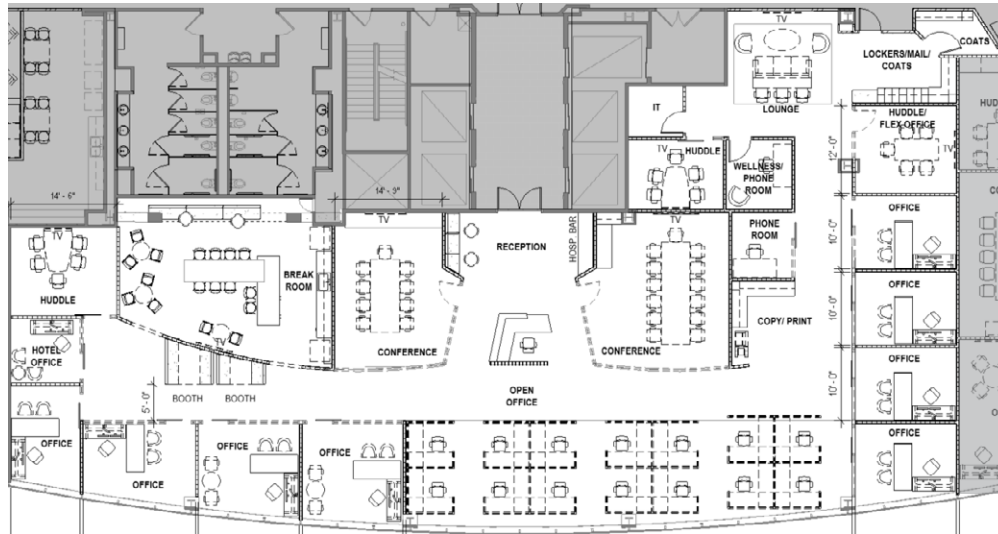 TV
COATS
LOCKERS/MAIL/
COATS
IT
LOUNGE
HUDDLE/
FLEX OFFICE
TV
TV
HUDDLE
WELLNESS/
PHONE
ROOM
12'- 0"
14' - 6"
14' - 3"
OFFICE
TV
TV
TV
HUDDLE
BREAK
ROOM
RECEPTION
HOSP. BAR
PHONE
ROOM
10'- 0"
OFFICE
HOTEL
OFFICE
TV
CONFERENCE
CONFERENCE
COPY/ PRINT
10'- 0"
OFFICE
BOOTH
BOOTH
5'- 0"
OPEN
OFFICE
10'- 0"
OFFICE
OFFICE
OFFICE
OFFICE
OFFICE